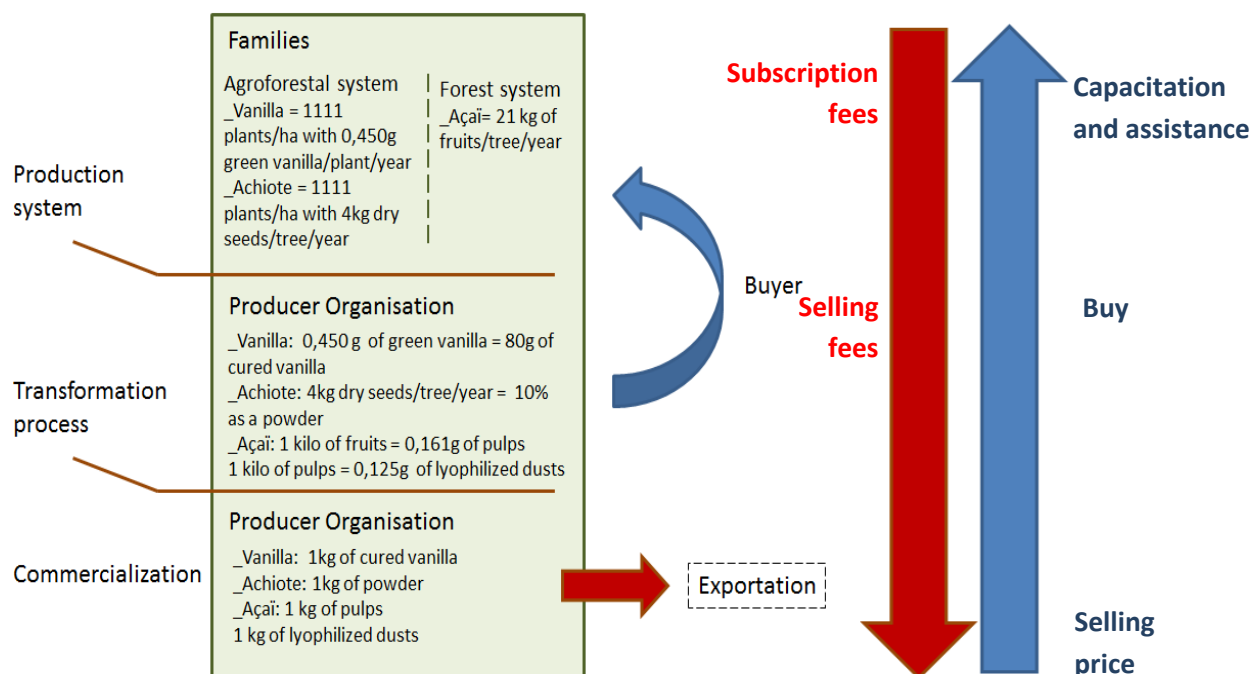 Families
Agroforestal system
_Vanilla = 1111
plants/ha with 0,450g
green vanilla/plant/year
_Achiote = 1111
plants/ha with 4kg dry
seeds/tree/year
Forest system
_Açaï= 21 kg of
fruits/tree/year
Production
system
Producer Organisation
_Vanilla: 0,450 g of green vanilla = 80g of
cured vanilla
_Achiote: 4kg dry seeds/tree/year = 10%
as a powder
_Açaï: 1 kilo of fruits = 0,161g of pulps
1 kilo of pulps = 0,125g of lyophilized dusts
Transformation
process
Producer Organisation
_Vanilla: 1kg of cured vanilla
_Achiote: 1kg of powder
_Açaï: 1 kg of pulps
1 kg of lyophilized dusts
Commercialization
Buyer
Exportation
Subscription
fees
Selling
fees
Capacitation
and assistance
Buy
Selling
price